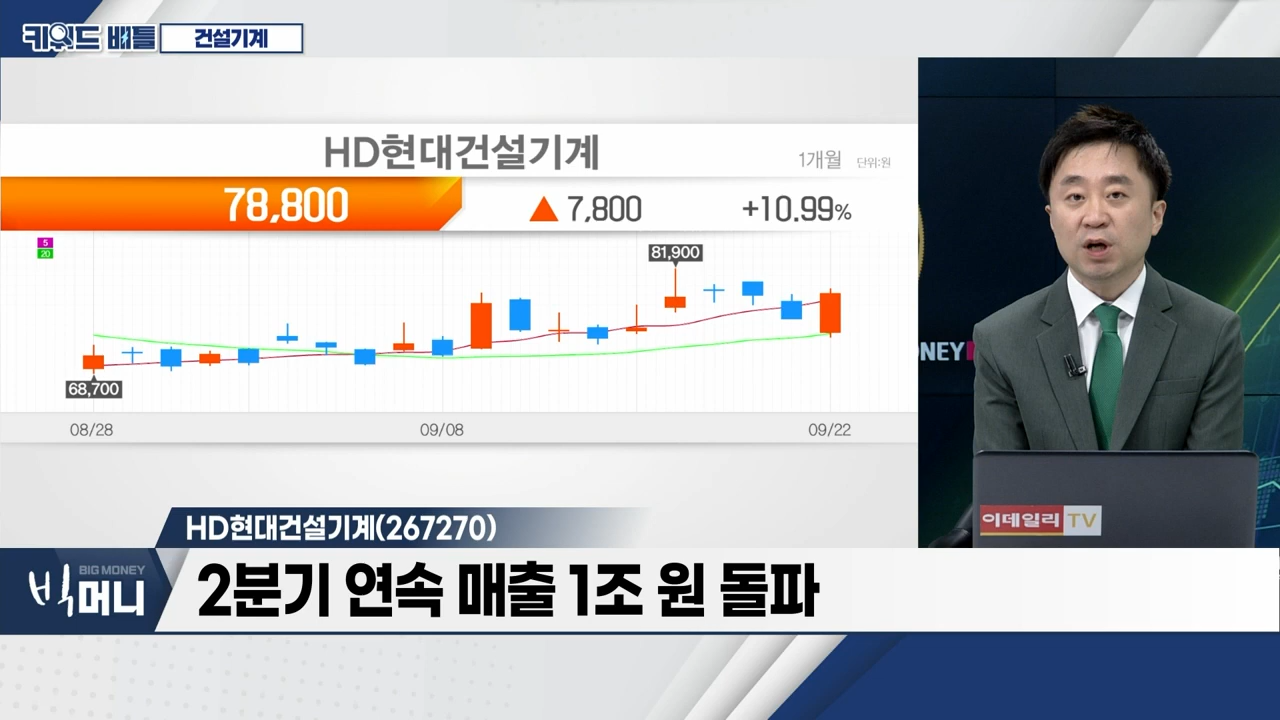 키워드 배틀 건설기계
HD현대건설기계
1개월 단위:원
78,800 ▲ 7,800 +10.99%
5
20
81,900
68,700
08/28 09/08 09/22
ONEY
이데일리 TV
HD현대건설기계(267270)
BIG MONEY
빅머니
2분기 연속 매출 1조 원 돌파